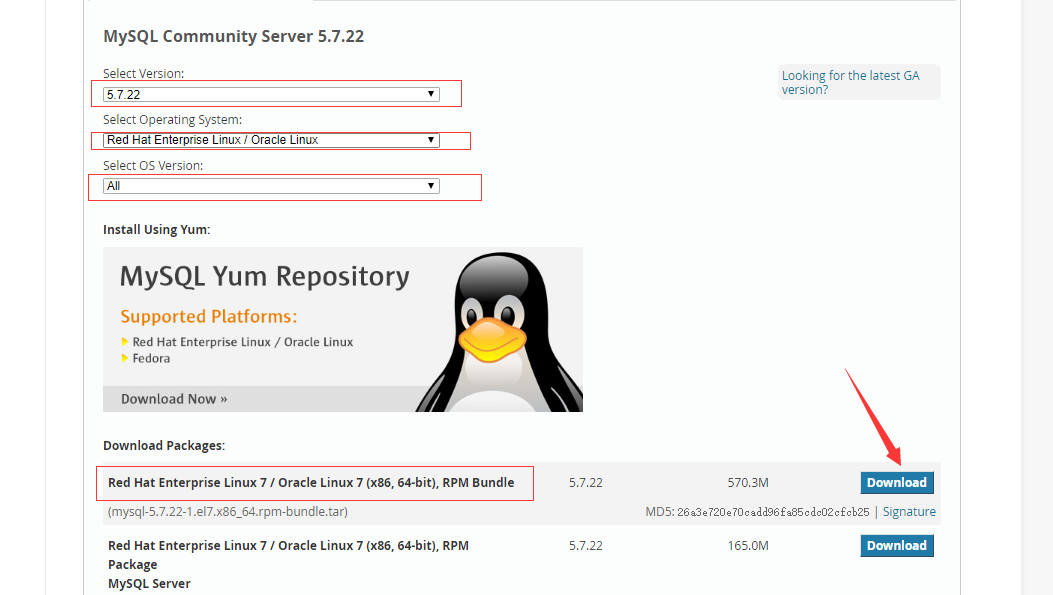 MySQL Community Server 5.7.22
Select Version:
5.7.22
Looking for the latest GA
version?
Select Operating System:
Red Hat Enterprise Linux / Oracle Linux
Select OS Version:
All
Install Using Yum:
MySQL Yum Repository
Supported Platforms:
Red Hat Enterprise Linux / Oracle Linux
Fedora
Download Now »
Download Packages:
Red Hat Enterprise Linux 7 / Oracle Linux 7 (x86, 64-bit), RPM Bundle 5.7.22 570.3M Download
(mysql-5.7.22-1.el7.x86_64.rpm-bundle.tar) MD5: 26a3e720e70cadd96fa85cdc02cfcb25 | Signature
Red Hat Enterprise Linux 7 / Oracle Linux 7 (x86, 64-bit), RPM 5.7.22 165.0M Download
Package
MySQL Server